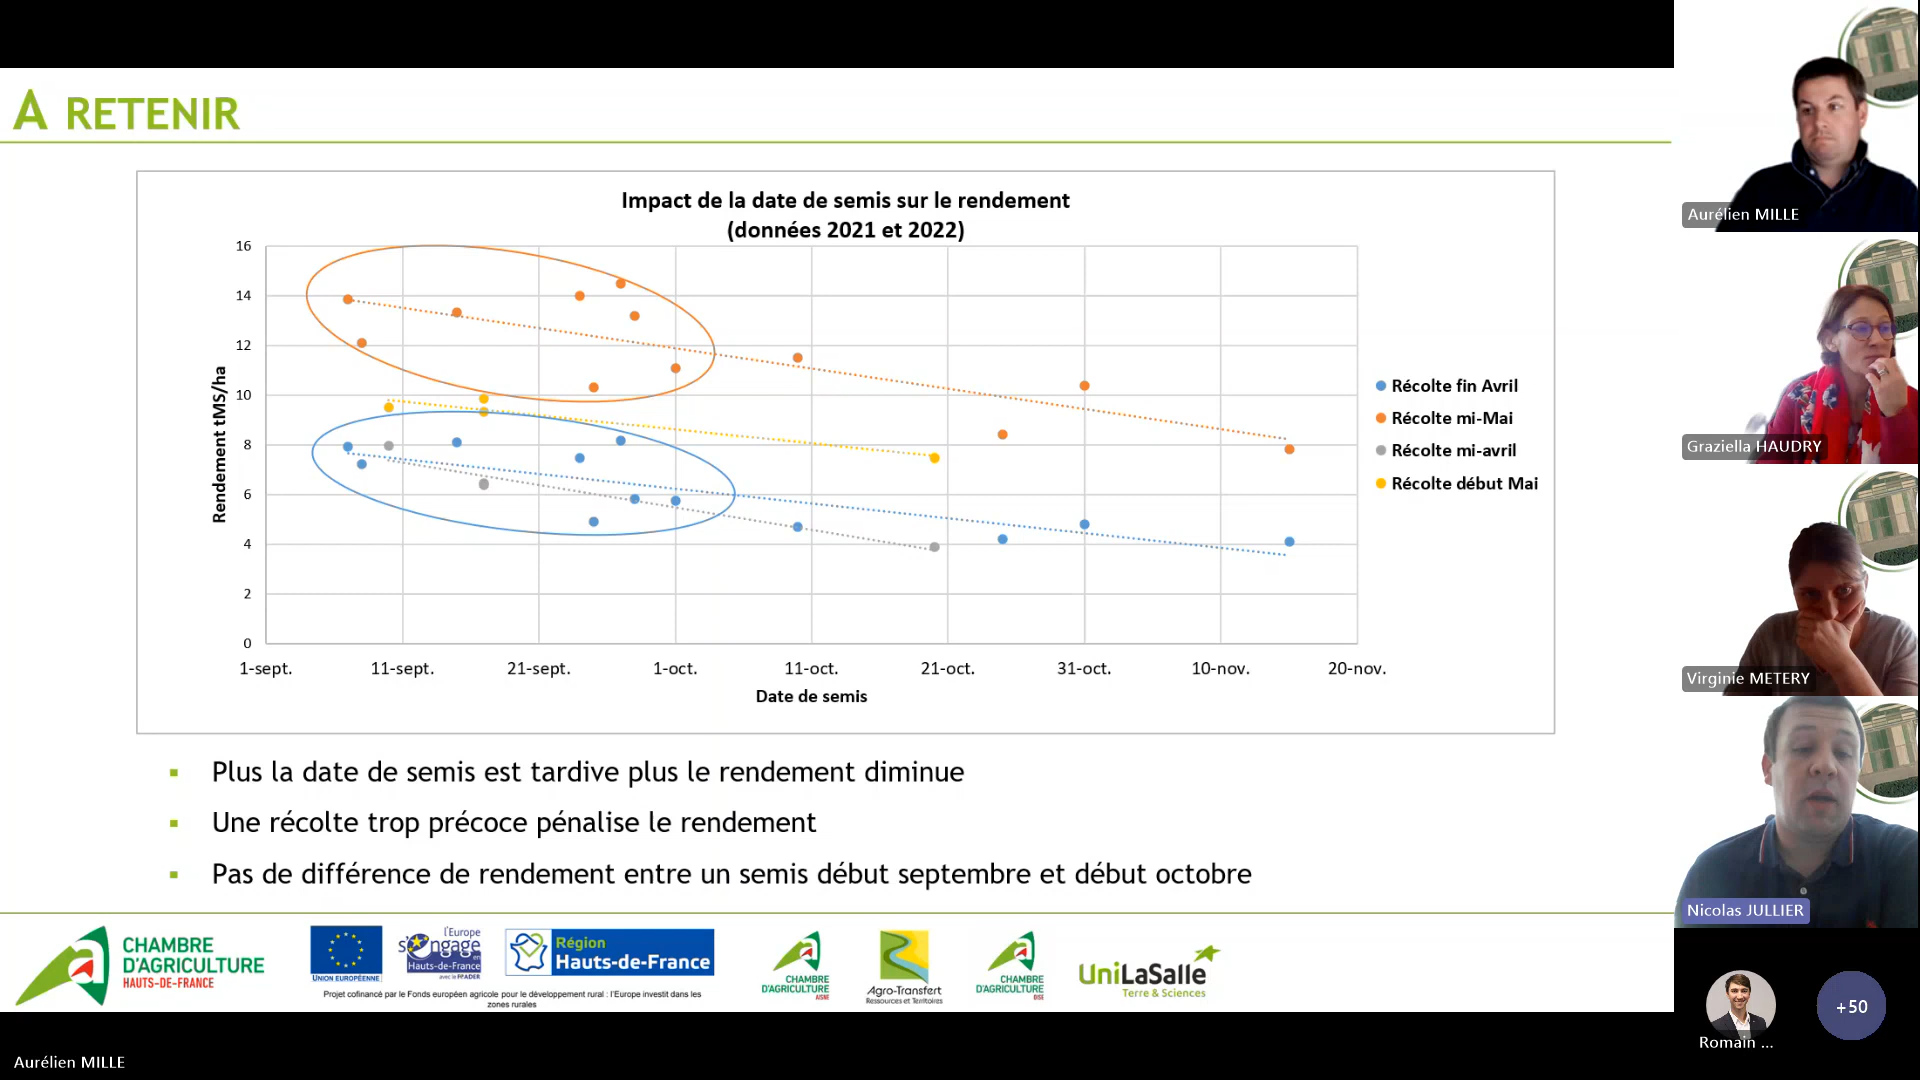 A RETENIR
Impact de la date de semis sur le rendement
(données 2021 et 2022)
Rendement tMS/ha
16
14
12
10
8
6
4
2
0
1-sept.
11-sept.
21-sept.
1-oct.
11-oct.
21-oct.
31-oct.
10-nov.
20-nov.
Date de semis
Récolte fin Avril
Récolte mi-Mai
Récolte mi-avril
Récolte début Mai
Plus la date de semis est tardive plus le rendement diminue
Une récolte trop précoce pénalise le rendement
Pas de différence de rendement entre un semis début septembre et début octobre
CHAMBRE
D'AGRICULTURE
HAUTS-DE-FRANCE
UNION EUROPÉENNE
l'Europe
s'engage
en
Hauts-de-France
avec le FEADER
Région
Hauts-de-France
Projet cofinancé par le Fonds européen agricole pour le développement rural : l'Europe investit dans les
zones rurales
CHAMBRE
D'AGRICULTURE
AISNE
Agro-Transfert
Ressources et Territoires
CHAMBRE
D'AGRICULTURE
OISE
UniLaSalle
Terre & Sciences
Aurélien MILLE
Graziella HAUDRY
Virginie METERY
Nicolas JULLIER
Romain ...
+50
Aurélien MILLE